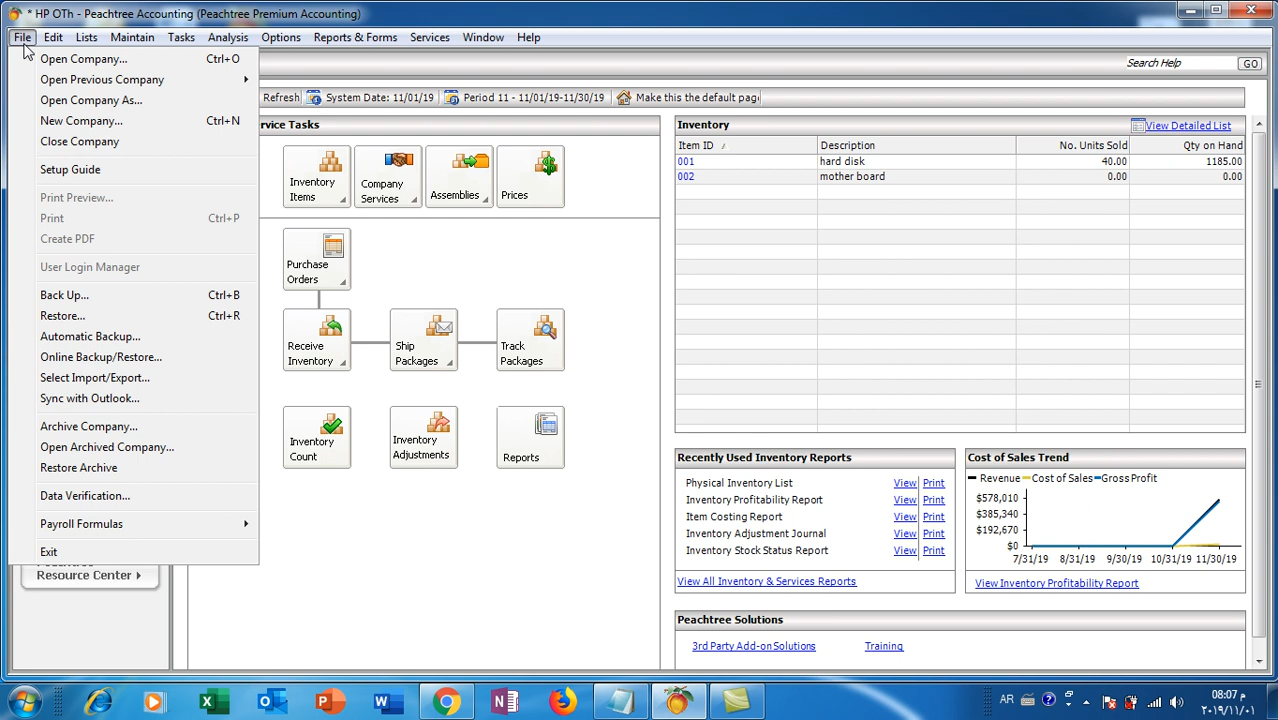 * HP OTh - Peachtree Accounting (Peachtree Premium Accounting)
File Edit Lists Maintain Tasks Analysis Options Reports & Forms Services Window Help
Open Company... Ctrl+O
Open Previous Company
Open Company As...
New Company... Ctrl+N
Close Company
Setup Guide
Print Preview...
Print Ctrl+P
Create PDF
User Login Manager
Back Up... Ctrl+B
Restore... Ctrl+R
Automatic Backup...
Online Backup/Restore...
Select Import/Export...
Sync with Outlook...
Archive Company...
Open Archived Company...
Restore Archive
Data Verification...
Payroll Formulas
Exit
Resource Center
Search Help GO
Refresh System Date: 11/01/19 Period 11 - 11/01/19-11/30/19 Make this the default page
rvice Tasks
Inventory Items
Company Services
Assemblies
Prices
Purchase Orders
Receive Inventory
Ship Packages
Track Packages
Inventory Count
Inventory Adjustments
Reports
Inventory View Detailed List
Item ID Description No. Units Sold Qty on Hand
001 hard disk 40.00 1185.00
002 mother board 0.00 0.00
Recently Used Inventory Reports
Physical Inventory List View Print
Inventory Profitability Report View Print
Item Costing Report View Print
Inventory Adjustment Journal View Print
Inventory Stock Status Report View Print
View All Inventory & Services Reports
Cost of Sales Trend
Revenue Cost of Sales Gross Profit
$578,010
$385,340
$192,670
$0
7/31/19 8/31/19 9/30/19 10/31/19 11/30/19
View Inventory Profitability Report
Peachtree Solutions
3rd Party Add-on Solutions Training
AR
08:07 م
٢٠١٩/١١/٠١